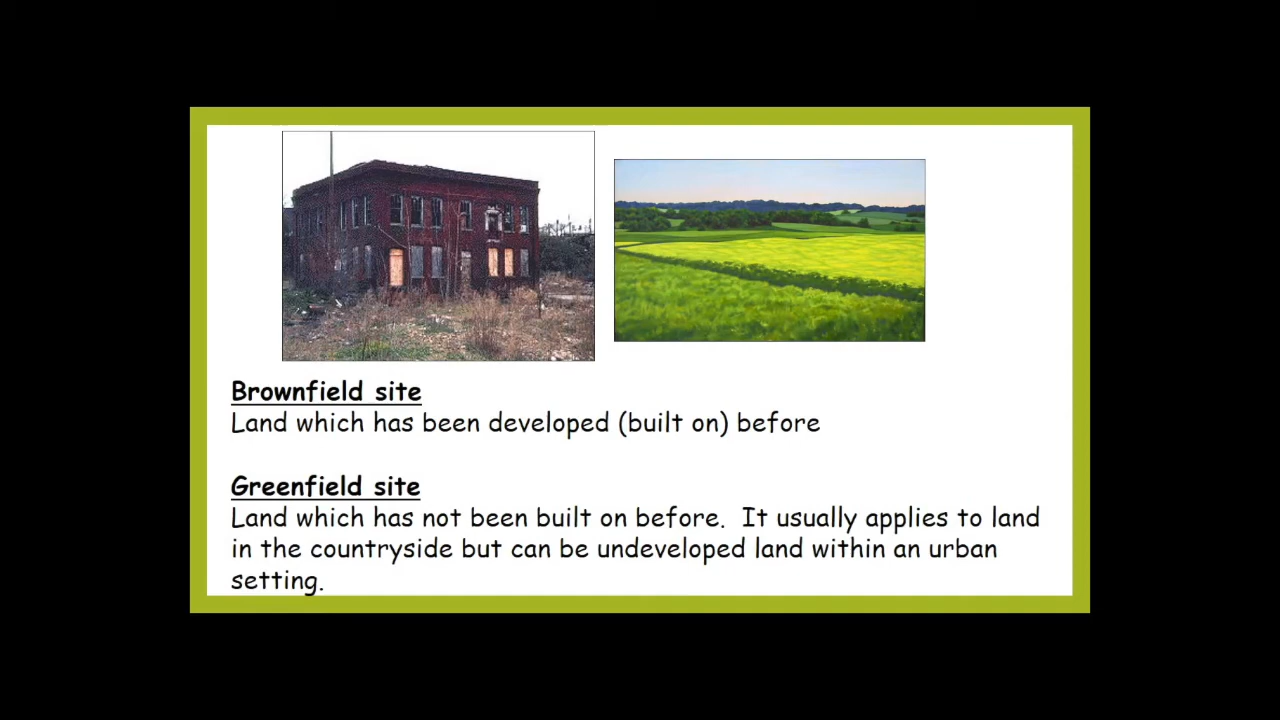 Brownfield site
Land which has been developed (built on) before
Greenfield site
Land which has not been built on before. It usually applies to land
in the countryside but can be undeveloped land within an urban
setting.